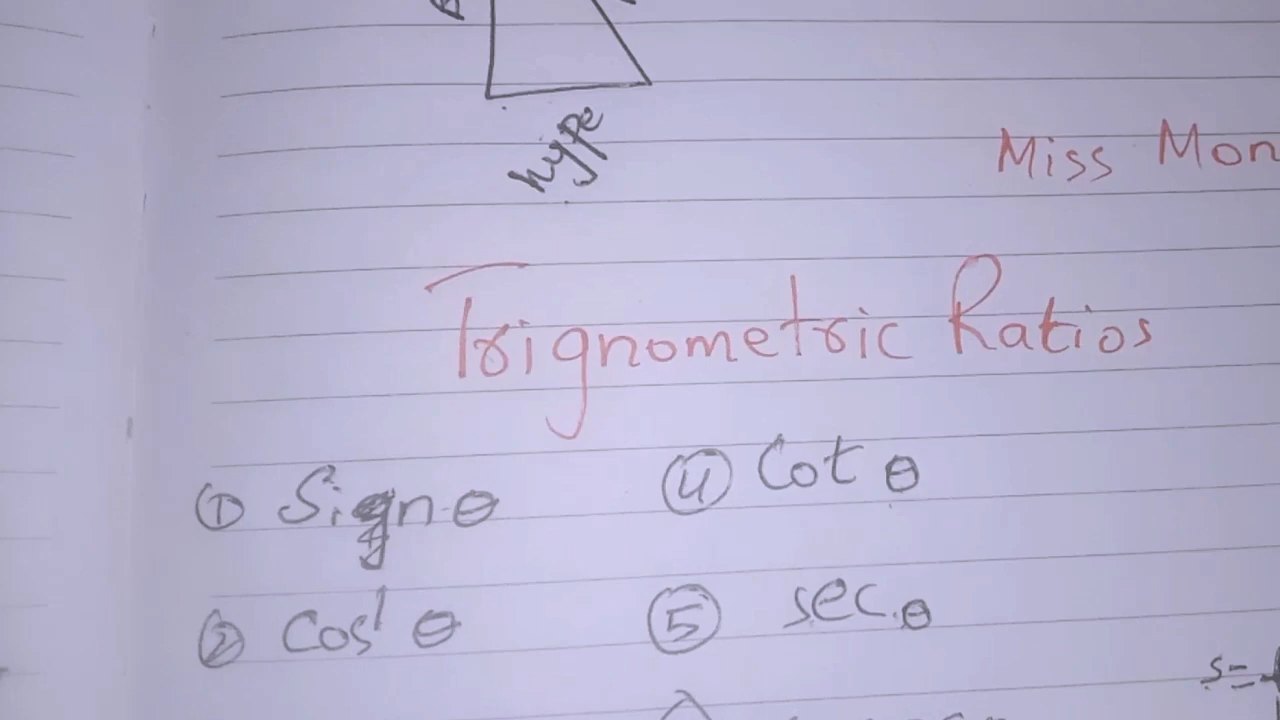 hype
Miss Mon
Trignometric Ratios
① Sign θ
④ Cot θ
② Cos θ
⑤ sec θ
S=